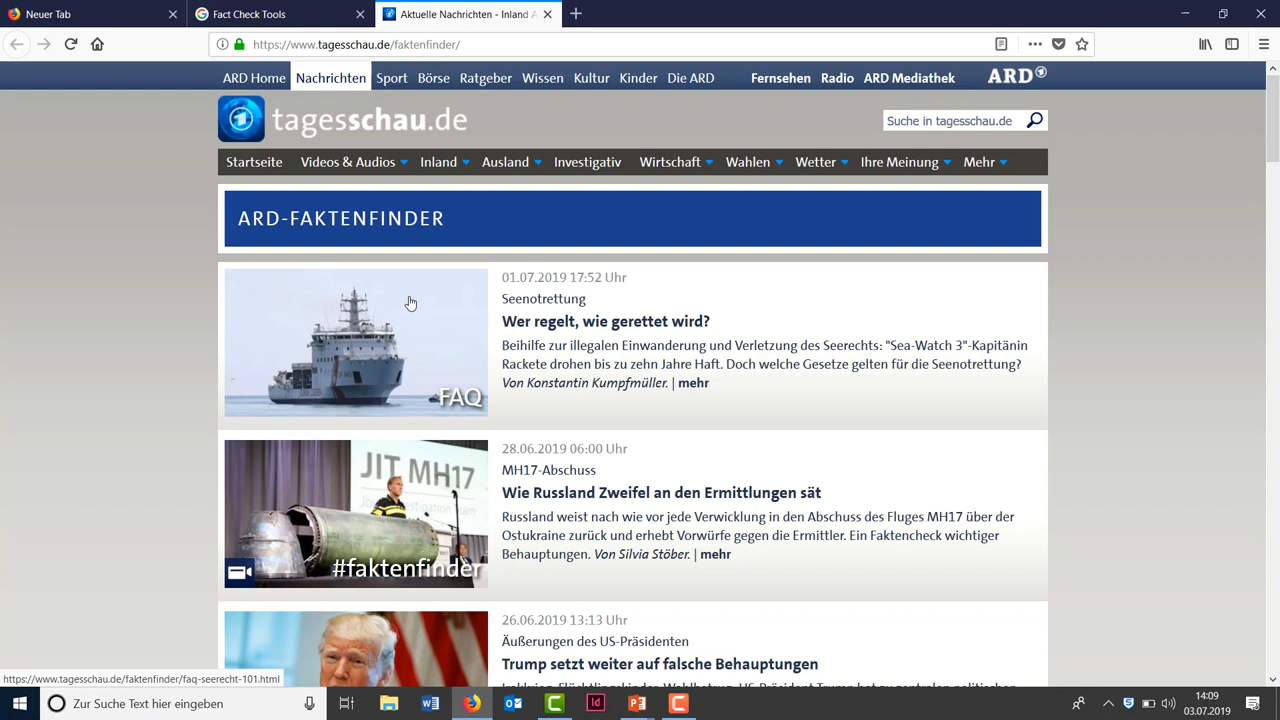 Neuer Tab
Fact Check Tools
Aktuelle Nachrichten - Inland A
https://www.tagesschau.de/faktenfinder/
ARD Home Nachrichten Sport Börse Ratgeber Wissen Kultur Kinder Die ARD Fernsehen Radio ARD Mediathek ARD
tagesschau.de
Suche in tagesschau.de
Startseite Videos & Audios Inland Ausland Investigativ Wirtschaft Wahlen Wetter Ihre Meinung Mehr
ARD-FAKTENFINDER
FAQ
01.07.2019 17:52 Uhr
Seenotrettung
Wer regelt, wie gerettet wird?
Beihilfe zur illegalen Einwanderung und Verletzung des Seerechts: "Sea-Watch 3"-Kapitänin
Rackete drohen bis zu zehn Jahre Haft. Doch welche Gesetze gelten für die Seenotrettung?
Von Konstantin Kumpfmüller. | mehr
JIT MH17
#faktenfinder
28.06.2019 06:00 Uhr
MH17-Abschuss
Wie Russland Zweifel an den Ermittlungen sät
Russland weist nach wie vor jede Verwicklung in den Abschuss des Fluges MH17 über der
Ostukraine zurück und erhebt Vorwürfe gegen die Ermittler. Ein Faktencheck wichtiger
Behauptungen. Von Silvia Stöber. | mehr
26.06.2019 13:13 Uhr
Äußerungen des US-Präsidenten
Trump setzt weiter auf falsche Behauptungen
https://www.tagesschau.de/faktenfinder/faq-seerecht-101.html
Zur Suche Text hier eingeben
14:09
03.07.2019